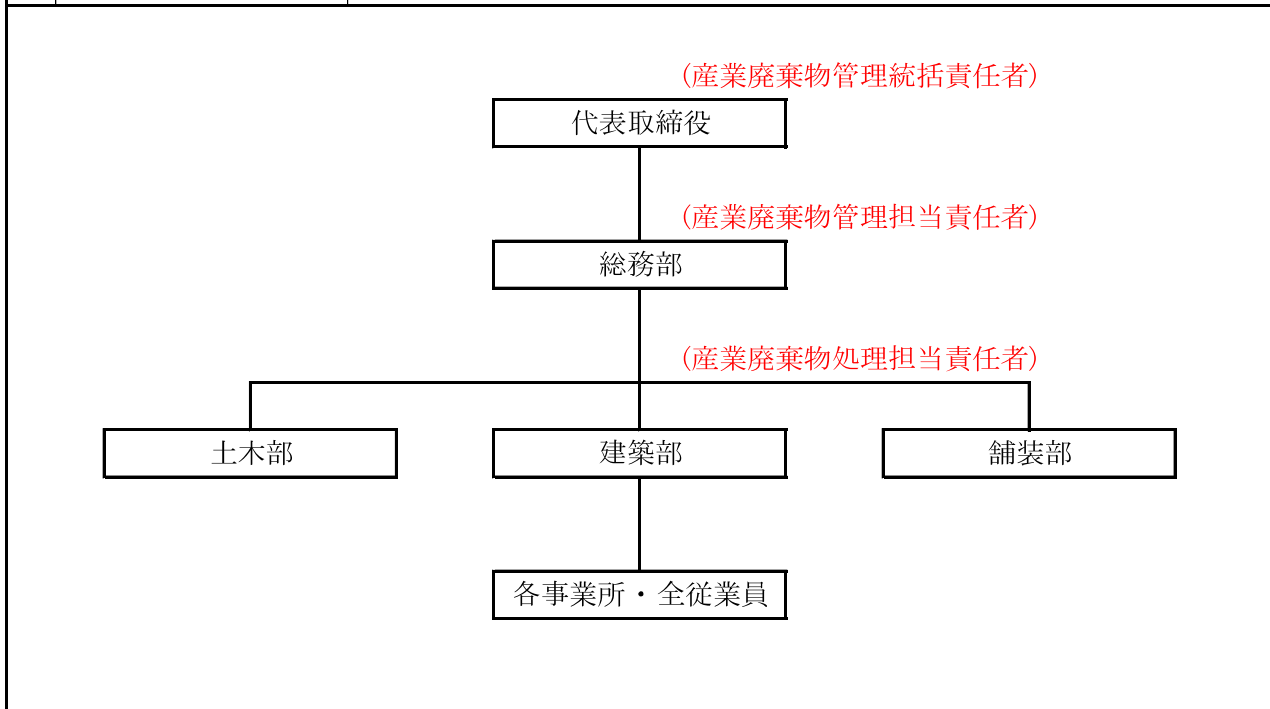 (産業廃棄物管理統括責任者)
代表取締役
(産業廃棄物管理担当責任者)
総務部
(産業廃棄物処理担当責任者)
土木部
建築部
舗装部
各事業所・全従業員